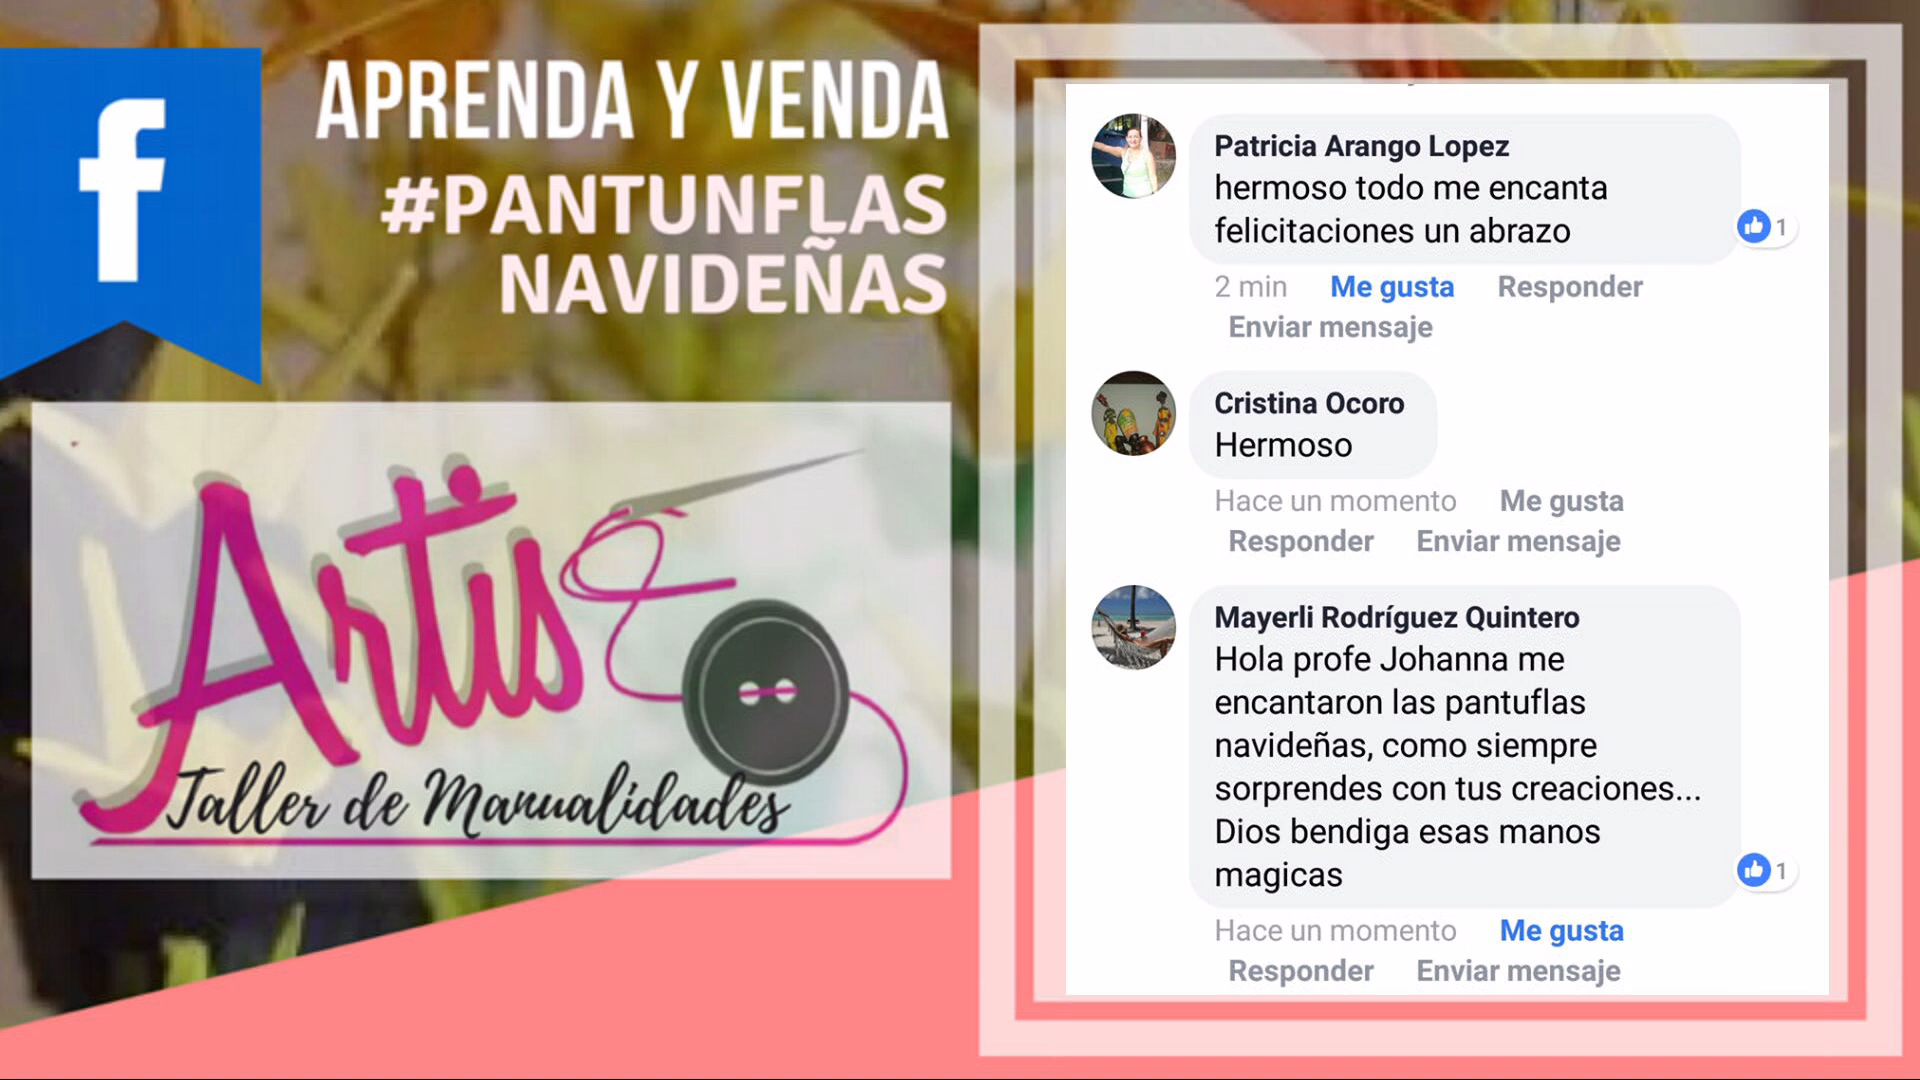 f
APRENDA Y VENDA
#PANTUNFLAS
NAVIDEÑAS
Artis
Taller de Manualidades
Patricia Arango Lopez
hermoso todo me encanta
felicitaciones un abrazo
1
2 min Me gusta Responder
Enviar mensaje
Cristina Ocoro
Hermoso
Hace un momento Me gusta
Responder Enviar mensaje
Mayerli Rodríguez Quintero
Hola profe Johanna me
encantaron las pantuflas
navideñas, como siempre
sorprendes con tus creaciones...
Dios bendiga esas manos
magicas
1
Hace un momento Me gusta
Responder Enviar mensaje